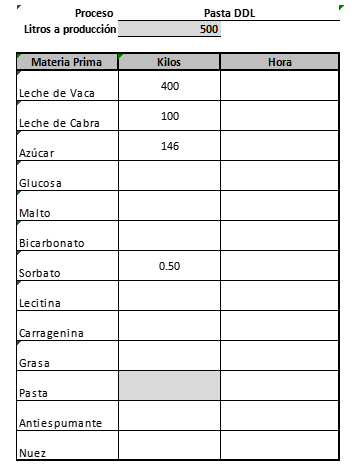 Proceso Pasta DDL
Litros a producción 500
Materia Prima Kilos Hora
Leche de Vaca 400
Leche de Cabra 100
Azúcar 146
Glucosa
Malto
Bicarbonato
Sorbato 0.50
Lecitina
Carragenina
Grasa
Pasta
Antiespumante
Nuez